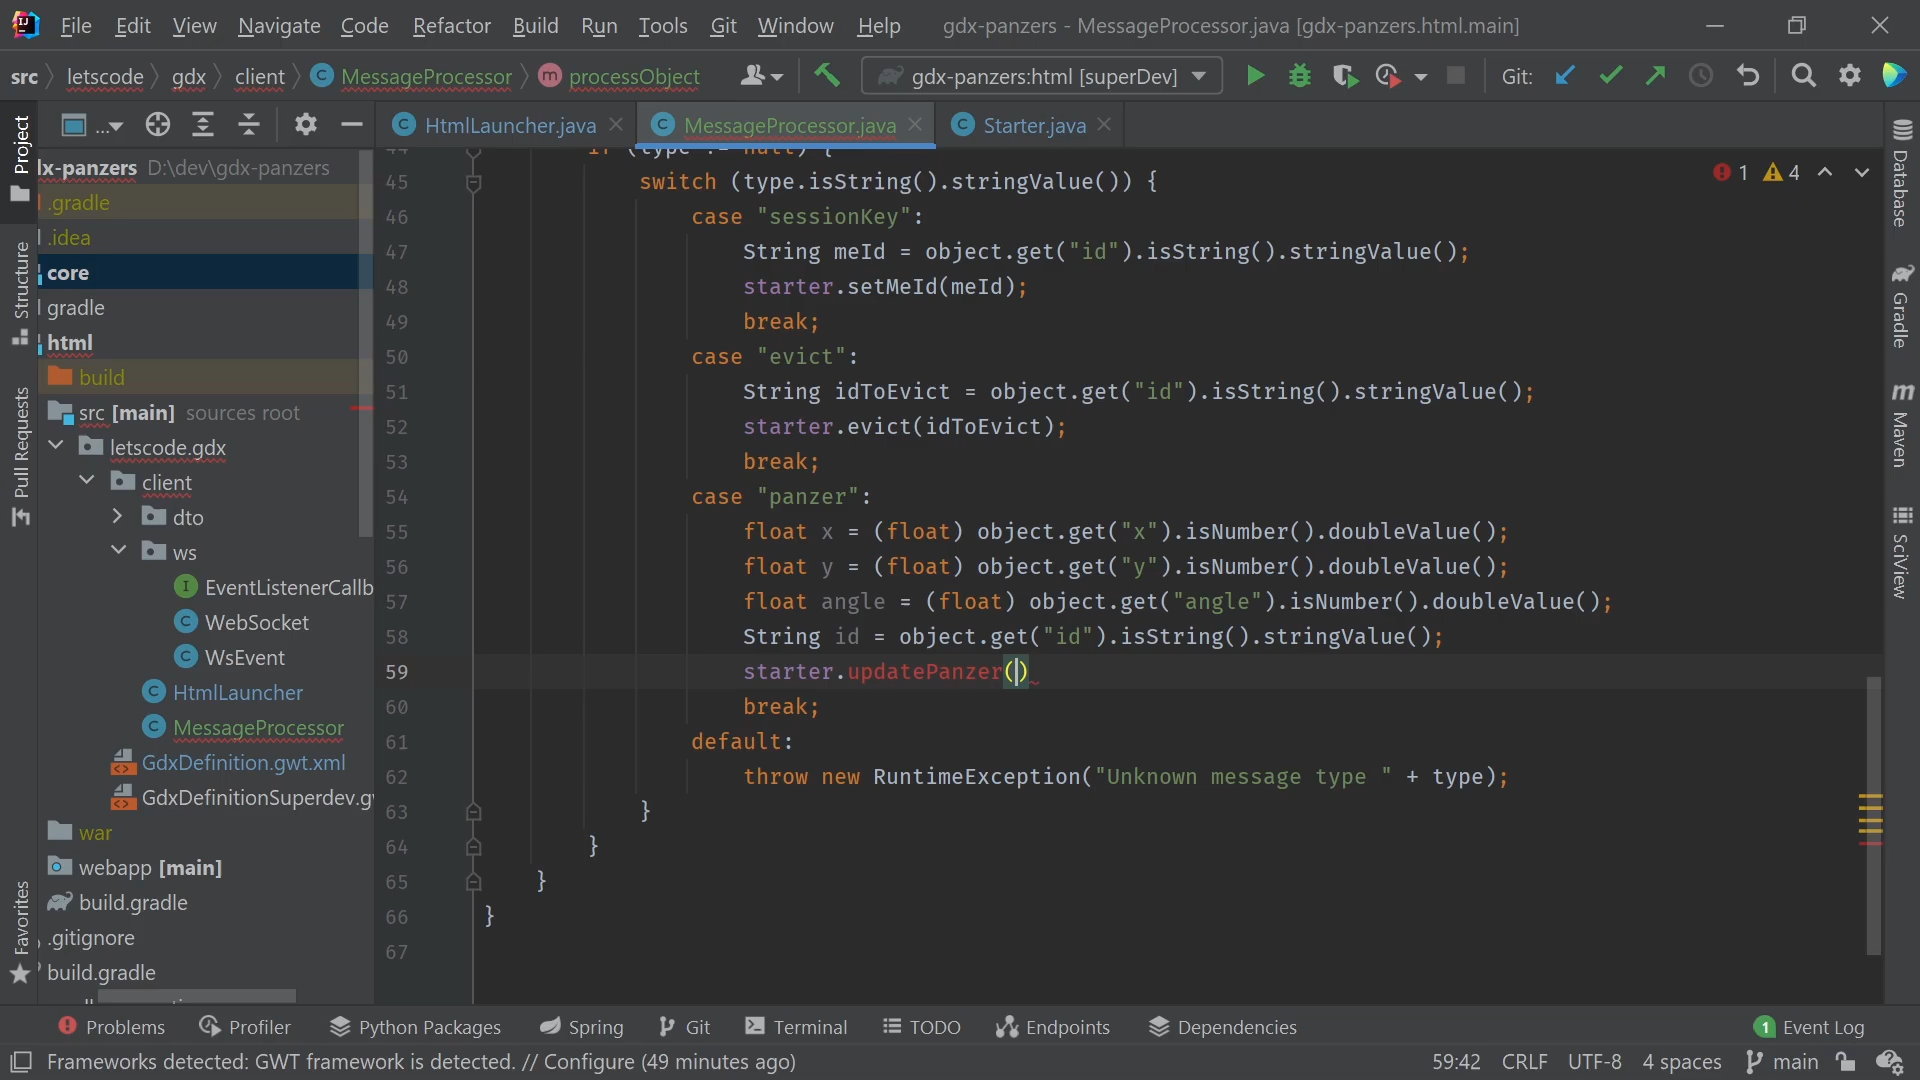 File Edit View Navigate Code Refactor Build Run Tools Git Window Help gdx-panzers - MessageProcessor.java [gdx-panzers.html.main]
src letscode gdx client MessageProcessor processObject gdx-panzers:html [superDev] Git:
... HtmlLauncher.java MessageProcessor.java Starter.java
Project
Structure
Pull Requests
Favorites
lx-panzers D:\dev\gdx-panzers
.gradle
.idea
core
gradle
html
build
src [main] sources root
letscode.gdx
client
dto
ws
EventListenerCallb
WebSocket
WsEvent
HtmlLauncher
MessageProcessor
GdxDefinition.gwt.xml
GdxDefinitionSuperdev.g
war
webapp [main]
build.gradle
.gitignore
build.gradle
44 if (type != null) {
45 switch (type.isString().stringValue()) {
46 case "sessionKey":
47 String meId = object.get("id").isString().stringValue();
48 starter.setMeId(meId);
49 break;
50 case "evict":
51 String idToEvict = object.get("id").isString().stringValue();
52 starter.evict(idToEvict);
53 break;
54 case "panzer":
55 float x = (float) object.get("x").isNumber().doubleValue();
56 float y = (float) object.get("y").isNumber().doubleValue();
57 float angle = (float) object.get("angle").isNumber().doubleValue();
58 String id = object.get("id").isString().stringValue();
59 starter.updatePanzer()
60 break;
61 default:
62 throw new RuntimeException("Unknown message type " + type);
63 }
64 }
65 }
66 }
67
1 4
Database
Gradle
Maven
SciView
Problems Profiler Python Packages Spring Git Terminal TODO Endpoints Dependencies 1 Event Log
Frameworks detected: GWT framework is detected. // Configure (49 minutes ago) 59:42 CRLF UTF-8 4 spaces main